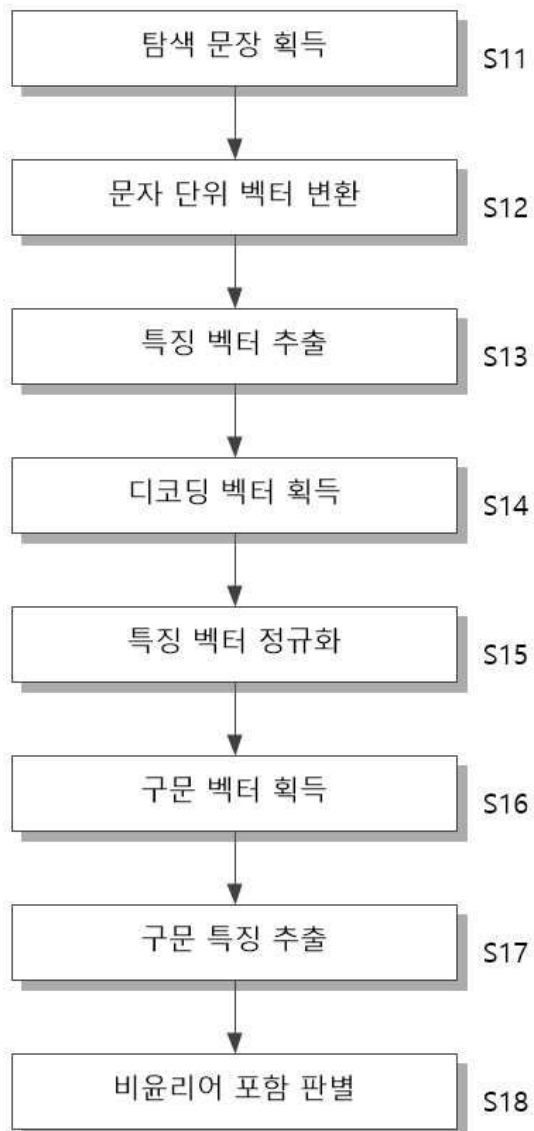 탐색 문장 획득
S11
문자 단위 벡터 변환
S12
특징 벡터 추출
S13
디코딩 벡터 획득
S14
특징 벡터 정규화
S15
구문 벡터 획득
S16
구문 특징 추출
S17
비윤리어 포함 판별
S18